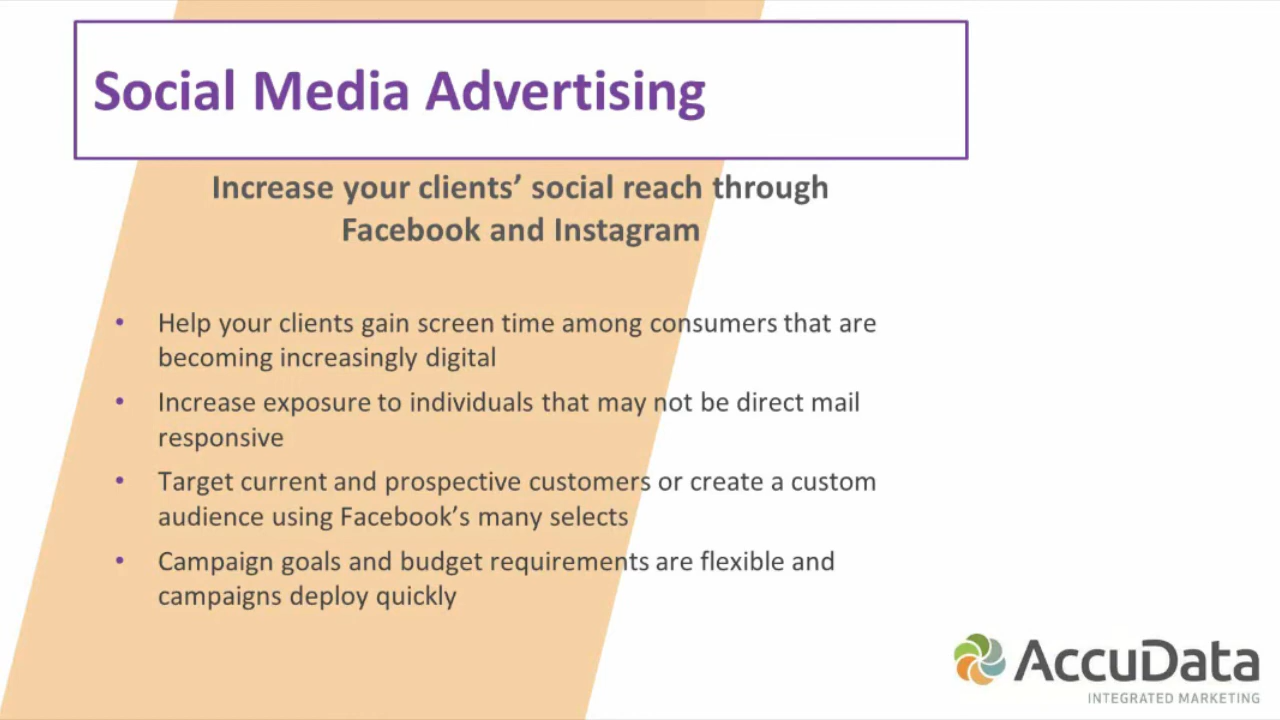 Social Media Advertising
Increase your clients’ social reach through
Facebook and Instagram
• Help your clients gain screen time among consumers that are
becoming increasingly digital
• Increase exposure to individuals that may not be direct mail
responsive
• Target current and prospective customers or create a custom
audience using Facebook’s many selects
• Campaign goals and budget requirements are flexible and
campaigns deploy quickly
AccuData
INTEGRATED MARKETING